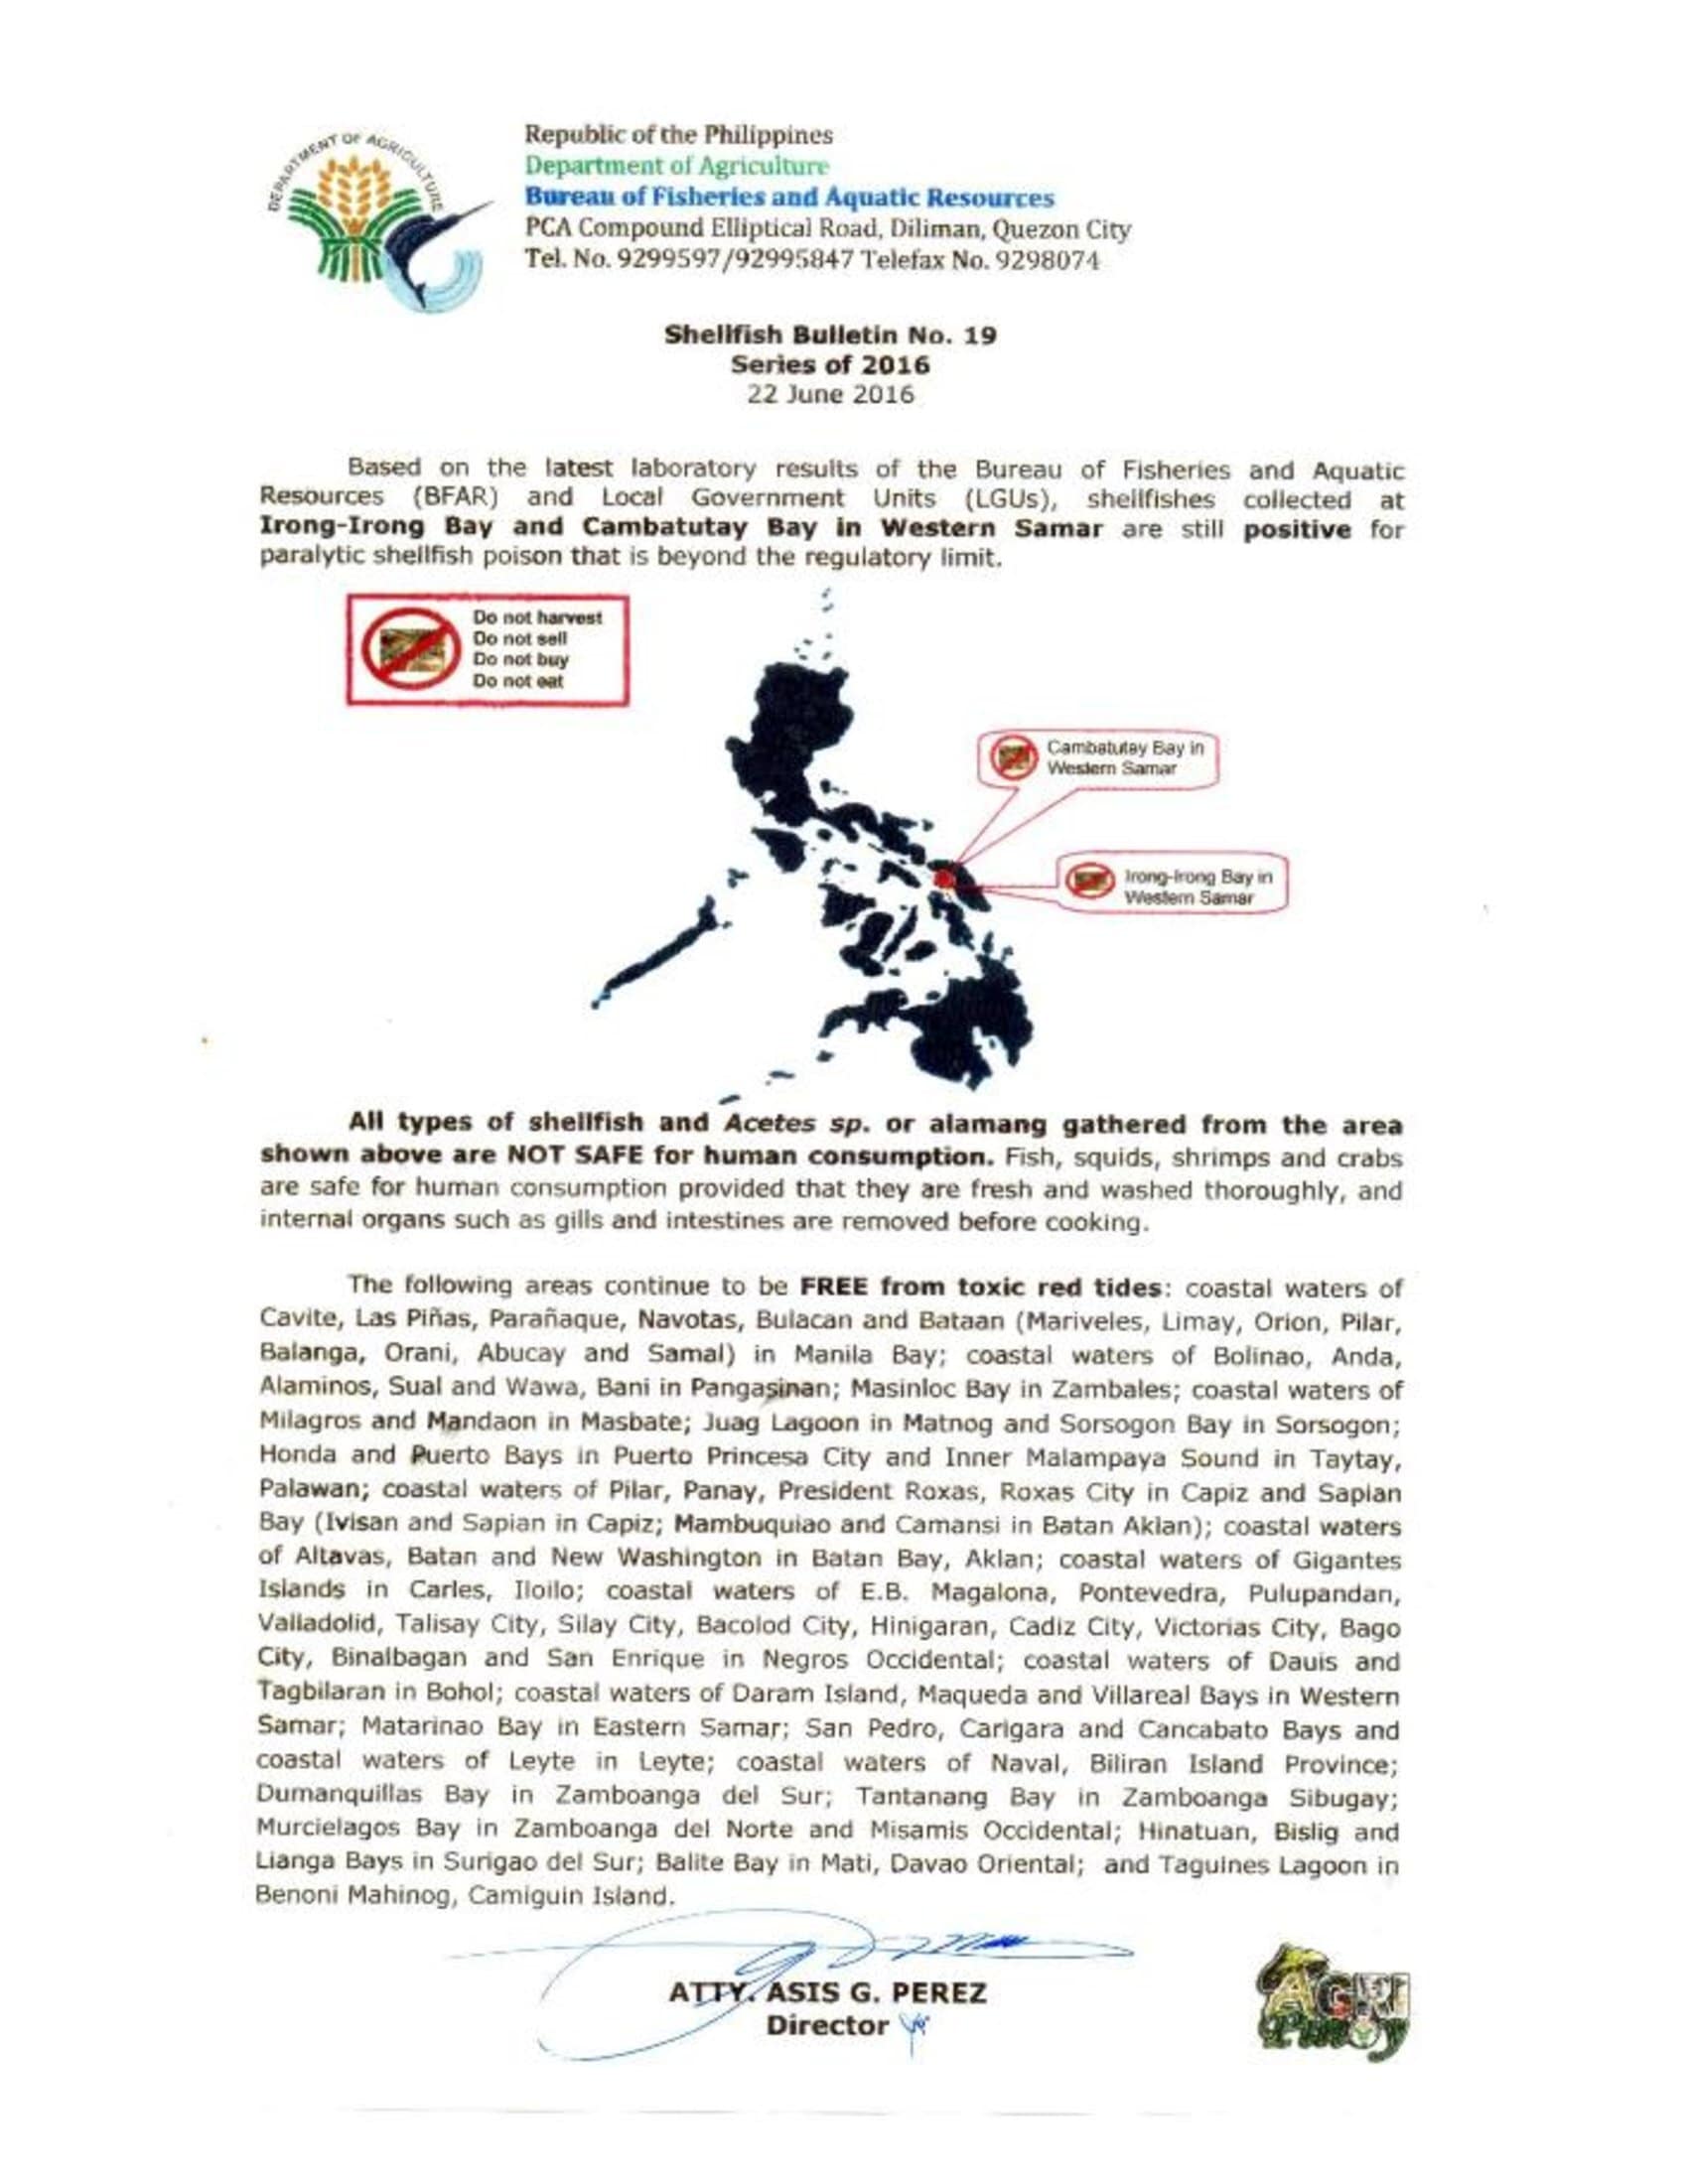 DEPARTMENT OF AGRICULTURE
Republic of the Philippines
Department of Agriculture
Bureau of Fisheries and Aquatic Resources
PCA Compound Elliptical Road, Diliman, Quezon City
Tel. No. 9299597/92995847 Telefax No. 9298074
Shellfish Bulletin No. 19
Series of 2016
22 June 2016
Based on the latest laboratory results of the Bureau of Fisheries and Aquatic
Resources (BFAR) and Local Government Units (LGUs), shellfishes collected at
Irong-Irong Bay and Cambatutay Bay in Western Samar are still positive for
paralytic shellfish poison that is beyond the regulatory limit.
Do not harvest
Do not sell
Do not buy
Do not eat
Cambatutay Bay in
Western Samar
Irong-Irong Bay in
Western Samar
All types of shellfish and Acetes sp. or alamang gathered from the area
shown above are NOT SAFE for human consumption. Fish, squids, shrimps and crabs
are safe for human consumption provided that they are fresh and washed thoroughly, and
internal organs such as gills and intestines are removed before cooking.
The following areas continue to be FREE from toxic red tides: coastal waters of
Cavite, Las Piñas, Parañaque, Navotas, Bulacan and Bataan (Mariveles, Limay, Orion, Pilar,
Balanga, Orani, Abucay and Samal) in Manila Bay; coastal waters of Bolinao, Anda,
Alaminos, Sual and Wawa, Bani in Pangasinan; Masinloc Bay in Zambales; coastal waters of
Milagros and Mandaon in Masbate; Juag Lagoon in Matnog and Sorsogon Bay in Sorsogon;
Honda and Puerto Bays in Puerto Princesa City and Inner Malampaya Sound in Taytay,
Palawan; coastal waters of Pilar, Panay, President Roxas, Roxas City in Capiz and Sapian
Bay (Ivisan and Sapian in Capiz; Mambuquiao and Camansi in Batan Aklan); coastal waters
of Altavas, Batan and New Washington in Batan Bay, Aklan; coastal waters of Gigantes
Islands in Carles, Iloilo; coastal waters of E.B. Magalona, Pontevedra, Pulupandan,
Valladolid, Talisay City, Silay City, Bacolod City, Hinigaran, Cadiz City, Victorias City, Bago
City, Binalbagan and San Enrique in Negros Occidental; coastal waters of Dauis and
Tagbilaran in Bohol; coastal waters of Daram Island, Maqueda and Villareal Bays in Western
Samar; Matarinao Bay in Eastern Samar; San Pedro, Carigara and Cancabato Bays and
coastal waters of Leyte in Leyte; coastal waters of Naval, Biliran Island Province;
Dumanquillas Bay in Zamboanga del Sur; Tantanang Bay in Zamboanga Sibugay;
Murcielagos Bay in Zamboanga del Norte and Misamis Occidental; Hinatuan, Bislig and
Lianga Bays in Surigao del Sur; Balite Bay in Mati, Davao Oriental; and Taguines Lagoon in
Benoni Mahinog, Camiguin Island.
ATTY. ASIS G. PEREZ
Director
AGRI
PINOY